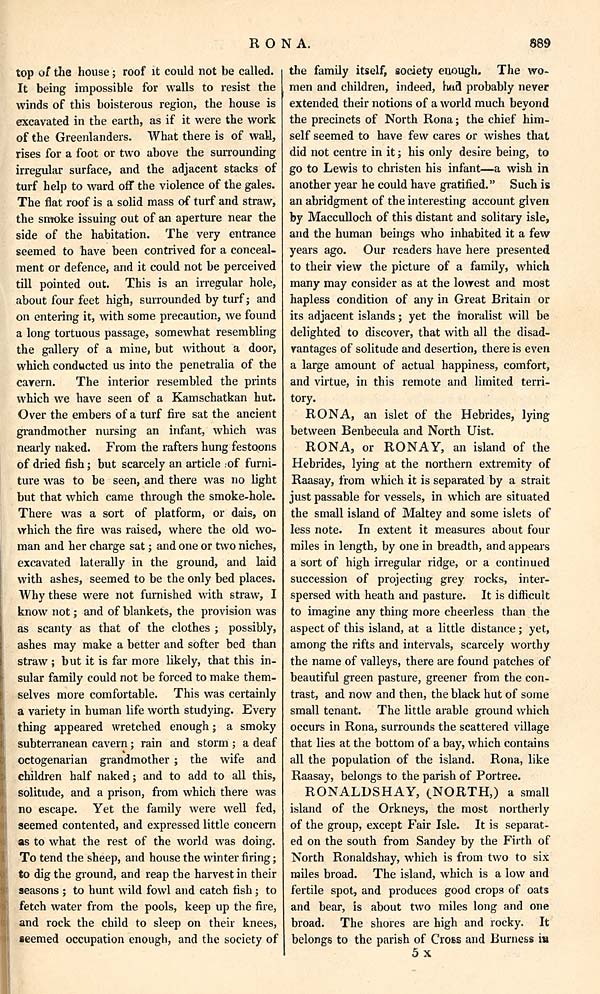 RONA.
889
top of the house; roof it could not be called.
It being impossible for walls to resist the
winds of this boisterous region, the house is
excavated in the earth, as if it were the work
of the Greenlanders. What there is of wall,
rises for a foot or two above the surrounding
irregular surface, and the adjacent stacks of
turf help to ward off the violence of the gales.
The flat roof is a solid mass of turf and straw,
the smoke issuing out of an aperture near the
side of the habitation. The very entrance
seemed to have been contrived for a conceal-
ment or defence, and it could not be perceived
till pointed out. This is an irregular hole,
about four feet high, surrounded by turf; and
on entering it, with some precaution, we found
a long tortuous passage, somewhat resembling
the gallery of a mine, but without a door,
which conducted us into the penetralia of the
cavern. The interior resembled the prints
which we have seen of a Kamschatkan hut.
Over the embers of a turf fire sat the ancient
grandmother nursing an infant, which was
nearly naked. From the rafters hung festoons
of dried fish; but scarcely an article of furni-
ture was to be seen, and there was no light
but that which came through the smoke-hole.
There was a sort of platform, or dais, on
which the fire was raised, where the old wo-
man and her charge sat; and one or two niches,
excavated laterally in the ground, and laid
with ashes, seemed to be the only bed places.
Why these were not furnished with straw, I
know not; and of blankets, the provision was
as scanty as that of the clothes; possibly,
ashes may make a better and softer bed than
straw; but it is far more likely, that this in-
sular family could not be forced to make them-
selves more comfortable. This was certainly
a variety in human life worth studying. Every
thing appeared wretched enough; a smoky
subterranean cavern; rain and storm; a deaf
octogenarian grandmother; the wife and
children half naked; and to add to all this,
solitude, and a prison, from which there was
no escape. Yet the family were well fed,
seemed contented, and expressed little concern
as to what the rest of the world was doing.
To tend the sheep, and house the winter firing;
to dig the ground, and reap the harvest in their
seasons; to hunt wild fowl and catch fish; to
fetch water from the pools, keep up the fire,
and rock the child to sleep on their knees,
seemed occupation enough, and the society of
the family itself, society enough. The wo-
men and children, indeed, had probably never
extended their notions of a world much beyond
the precincts of North Rona; the chief him-
self seemed to have few cares or wishes that
did not centre in it; his only desire being, to
go to Lewis to christen his infant—a wish in
another year he could have gratified." Such is
an abridgment of the interesting account given
by Macculloch of this distant and solitary isle,
and the human beings who inhabited it a few
years ago. Our readers have here presented
to their view the picture of a family, which
many may consider as at the lowest and most
hapless condition of any in Great Britain or
its adjacent islands; yet the moralist will be
delighted to discover, that with all the disad-
vantages of solitude and desertion, there is even
a large amount of actual happiness, comfort,
and virtue, in this remote and limited terri-
tory.
RONA, an islet of the Hebrides, lying
between Benbecula and North Uist.
RONA, or RONAY, an island of the
Hebrides, lying at the northern extremity of
Raasay, from which it is separated by a strait
just passable for vessels, in which are situated
the small island of Maltey and some islets of
less note. In extent it measures about four
miles in length, by one in breadth, and appears
a sort of high irregular ridge, or a continued
succession of projecting grey rocks, inter-
spersed with heath and pasture. It is difficult
to imagine any thing more cheerless than the
aspect of this island, at a little distance; yet,
among the rifts and intervals, scarcely worthy
the name of valleys, there are found patches of
beautiful green pasture, greener from the con-
trast, and now and then, the black hut of some
small tenant. The little arable ground which
occurs in Rona, surrounds the scattered village
that lies at the bottom of a bay, which contains
all the population of the island. Rona, like
Raasay, belongs to the parish of Portree.
RONALDSHAY, (NORTH,) a small
island of the Orkneys, the most northerly
of the group, except Fair Isle. It is separat-
ed on the south from Sandey by the Firth of
North Ronaldshay, which is from two to six
miles broad. The island, which is a low and
fertile spot, and produces good crops of oats
and bear, is about two miles long and one
broad. The shores are high and rocky. It
belongs to the parish of Cross and Burness in
5 X